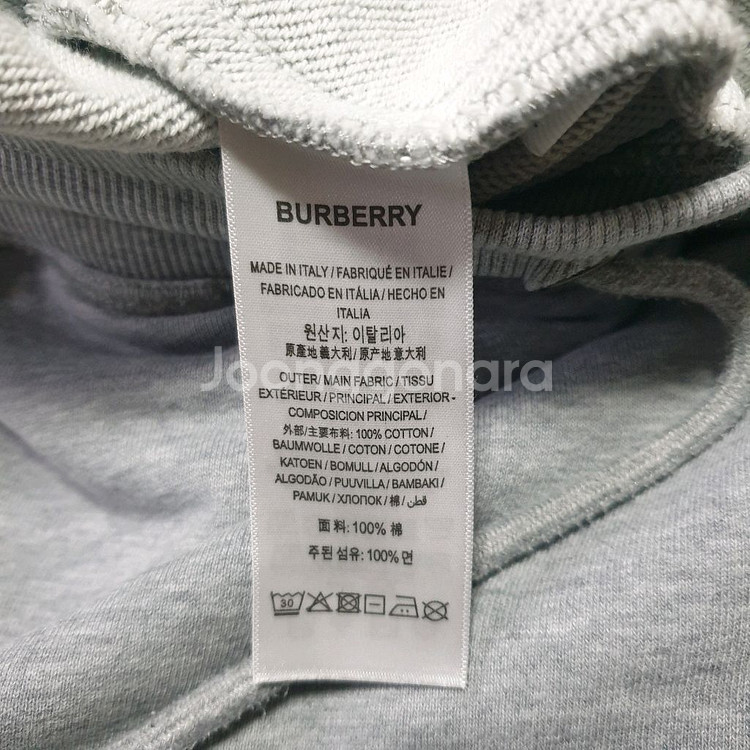 BURBERRY
MADE IN ITALY / FABRIQUÉ EN ITALIE /
FABRICADO EN ITÁLIA / HECHO EN
ITALIA
원산지: 이탈리아
原產地 義大利 / 原产地 意大利
Joonggonara
OUTER / MAIN FABRIC / TISSU
EXTÉRIEUR / PRINCIPAL / EXTERIOR -
COMPOSICION PRINCIPAL /
外部 / 主要布料: 100% COTTON /
BAUMWOLLE / COTON / COTONE /
KATOEN / BOMULL / ALGODÓN /
ALGODÃO / PUUVILLA / BAMBAKI /
PAMUK / ХЛОПОК / 棉 / قطن
面 料: 100% 棉
주된 섬유: 100% 면
30